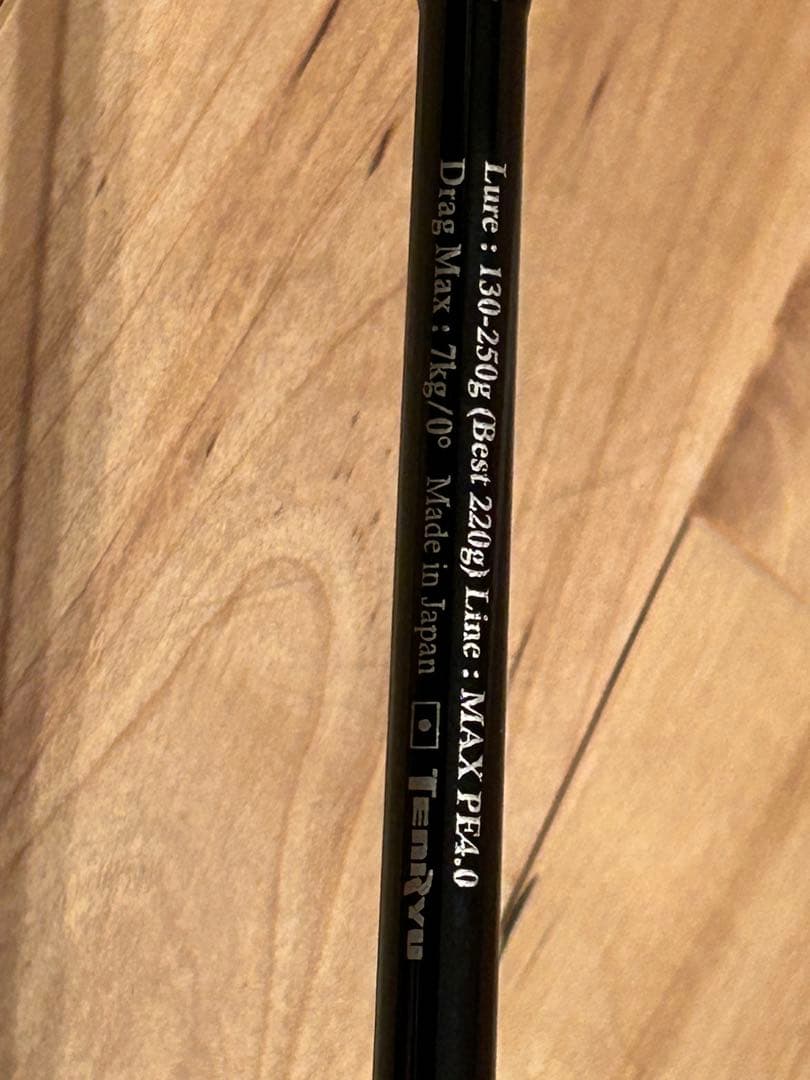 Lure : 130-250g (Best 220g) Line : MAX PE4.0
Drag Max : 7kg/0° Made in Japan TenRyu